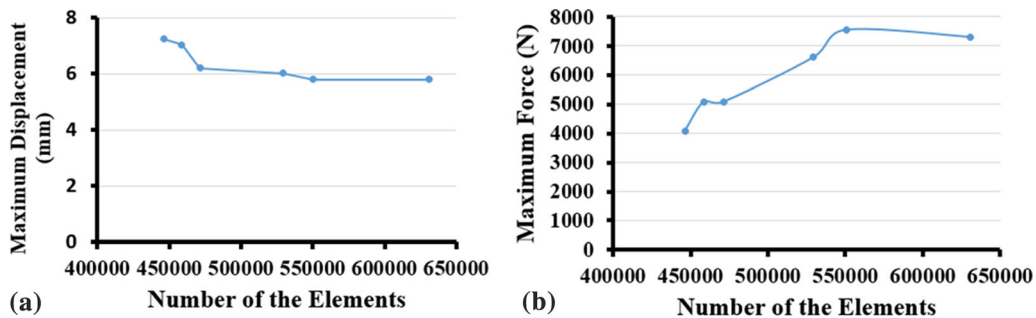 Maximum Displacement
(mm)
8
6
4
2
0
400000 450000 500000 550000 600000 650000
Number of the Elements
(a)
Maximum Force (N)
8000
7000
6000
5000
4000
3000
2000
1000
0
400000 450000 500000 550000 600000 650000
Number of the Elements
(b)